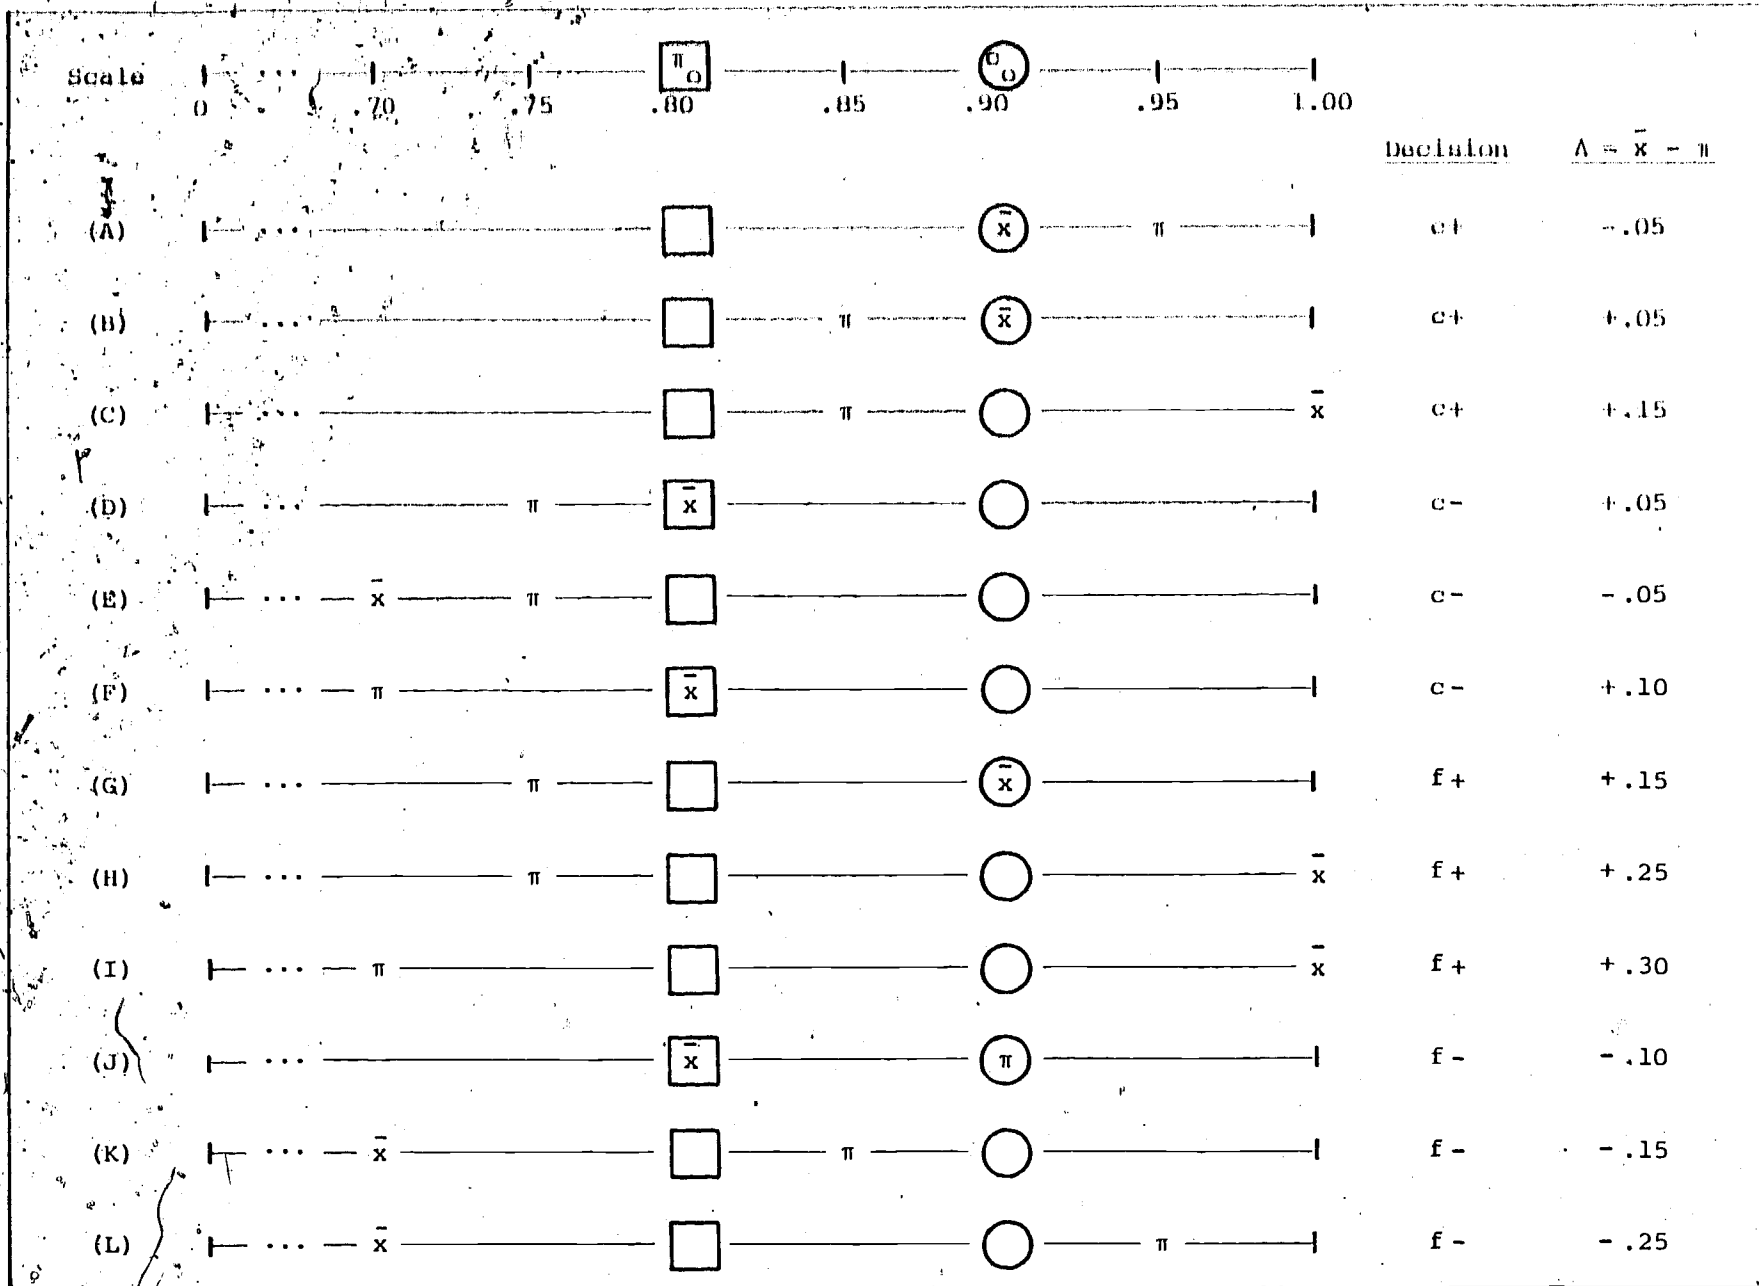 Scale π₀ p₀
0 ... .70 .75 .80 .85 .90 .95 1.00
Decision Δ = x̄ - π
(A) ... x̄ π c+ -.05
(B) ... π x̄ c+ +.05
(C) ... π x̄ c+ +.15
(D) ... π x̄ c- +.05
(E) ... x̄ π c- -.05
(F) ... π x̄ c- +.10
(G) ... π x̄ f+ +.15
(H) ... π x̄ f+ +.25
(I) ... π x̄ f+ +.30
(J) ... x̄ π f- -.10
(K) ... x̄ π f- -.15
(L) ... x̄ π f- -.25